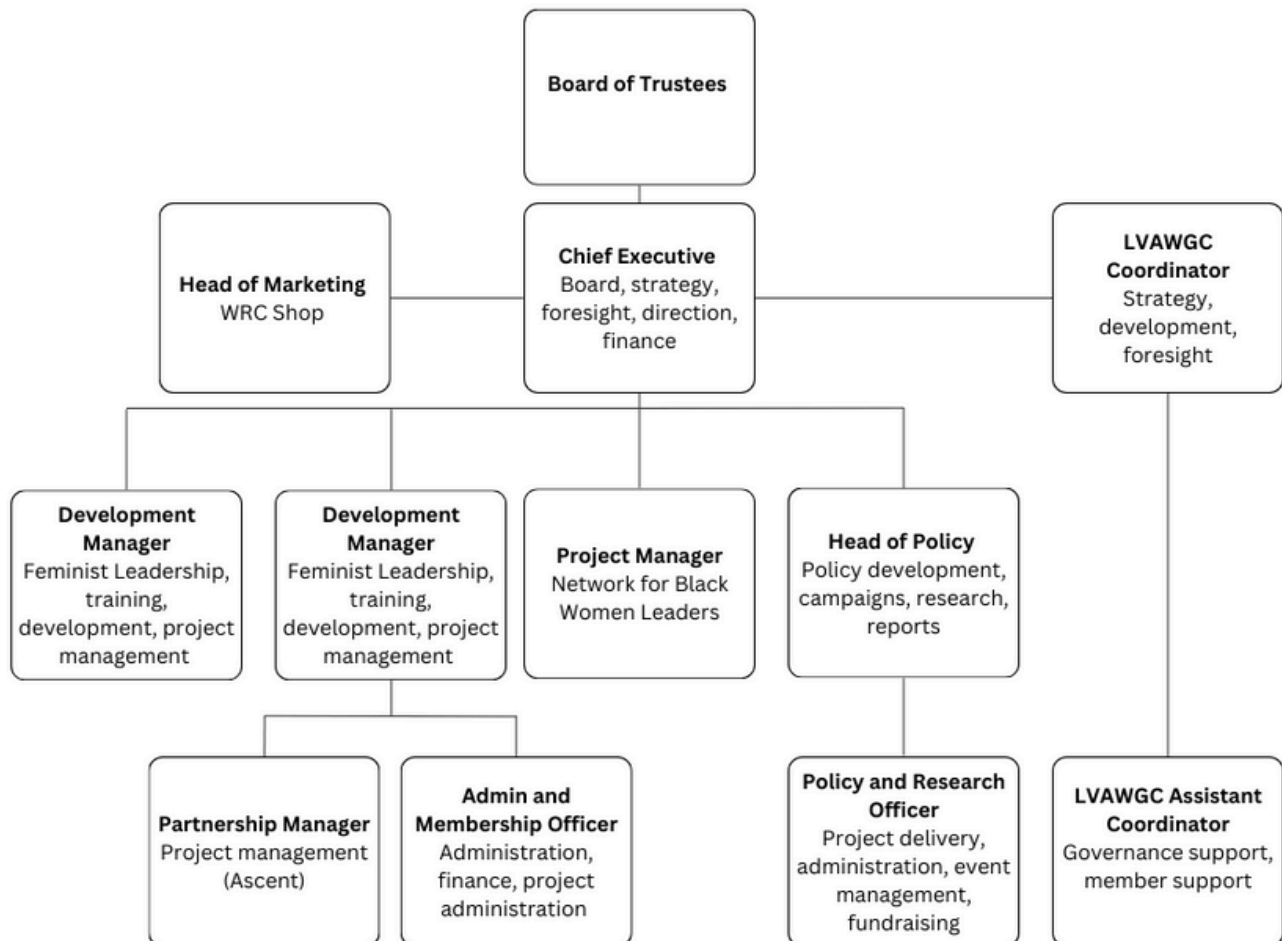 Board of Trustees
Head of Marketing
WRC Shop
Chief Executive
Board, strategy,
foresight, direction,
finance
LVAWGC
Coordinator
Strategy,
development,
foresight
Development
Manager
Feminist Leadership,
training,
development, project
management
Development
Manager
Feminist Leadership,
training,
development, project
management
Project Manager
Network for Black
Women Leaders
Head of Policy
Policy development,
campaigns, research,
reports
Partnership Manager
Project management
(Ascent)
Admin and
Membership Officer
Administration,
finance, project
administration
Policy and Research
Officer
Project delivery,
administration, event
management,
fundraising
LVAWGC Assistant
Coordinator
Governance support,
member support